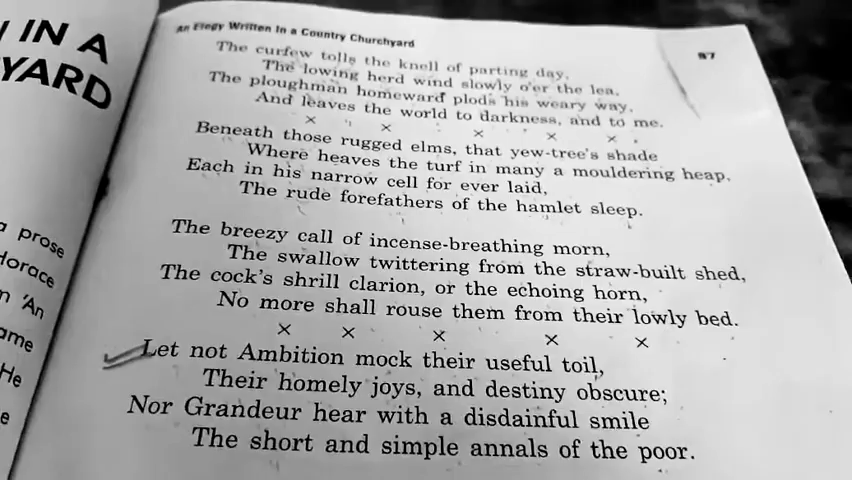 IN A
YARD
a prose
Horace
n 'An
ame
He
e
An Elegy Written In a Country Churchyard
57
The curfew tolls the knell of parting day,
The lowing herd wind slowly o'er the lea.
The ploughman homeward plods his weary way.
And leaves the world to darkness, and to me.
× × × × ×
Beneath those rugged elms, that yew-tree's shade
Where heaves the turf in many a mouldering heap.
Each in his narrow cell for ever laid,
The rude forefathers of the hamlet sleep.
The breezy call of incense-breathing morn,
The swallow twittering from the straw-built shed,
The cock's shrill clarion, or the echoing horn,
No more shall rouse them from their lowly bed.
× × × × ×
Let not Ambition mock their useful toil,
Their homely joys, and destiny obscure;
Nor Grandeur hear with a disdainful smile
The short and simple annals of the poor.